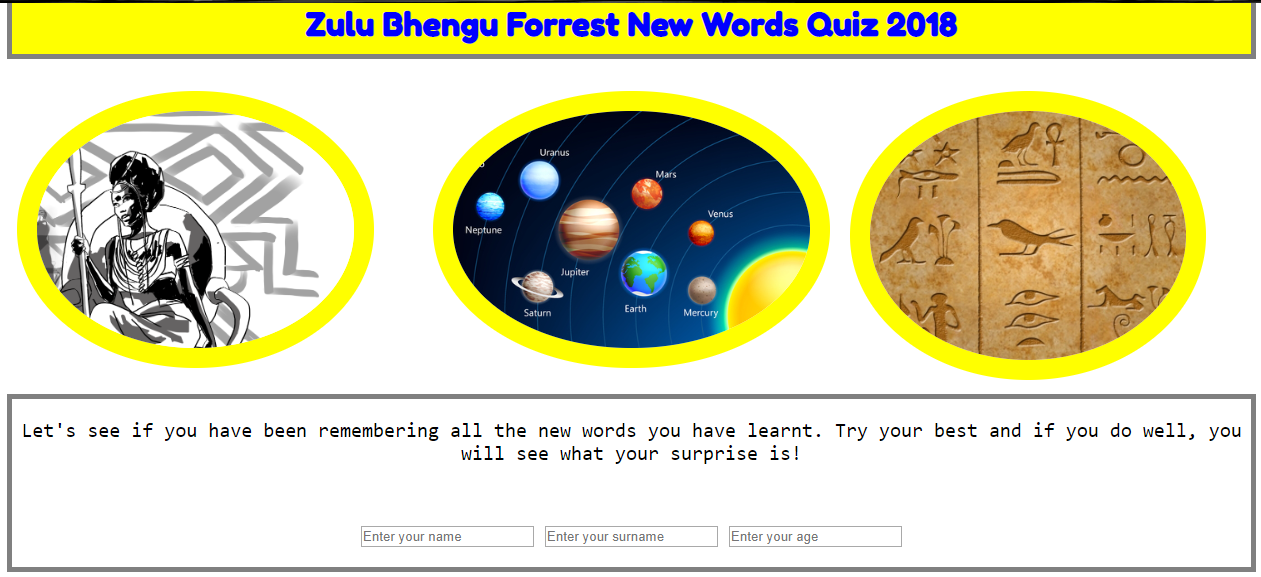 Zulu Bhengu Forrest New Words Quiz 2018
Uranus
Mars
Neptune
Venus
Jupiter
Saturn
Earth
Mercury
Let's see if you have been remembering all the new words you have learnt. Try your best and if you do well, you
will see what your surprise is!
Enter your name
Enter your surname
Enter your age